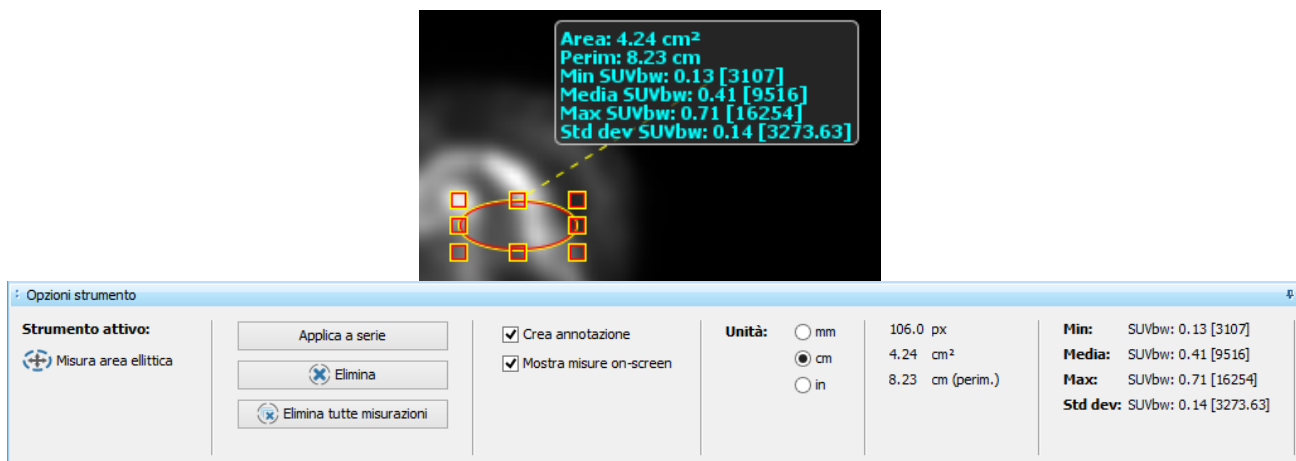 Area: 4.24 cm²
Perim: 8.23 cm
Min SUVbw: 0.13 [3107]
Media SUVbw: 0.41 [9516]
Max SUVbw: 0.71 [16254]
Std dev SUVbw: 0.14 [3273.63]
Opzioni strumento
Strumento attivo:
Misura area ellittica
Applica a serie
Elimina
Elimina tutte misurazioni
Crea annotazione
Mostra misure on-screen
Unità:
mm
cm
in
106.0 px
4.24 cm²
8.23 cm (perim.)
Min: SUVbw: 0.13 [3107]
Media: SUVbw: 0.41 [9516]
Max: SUVbw: 0.71 [16254]
Std dev: SUVbw: 0.14 [3273.63]